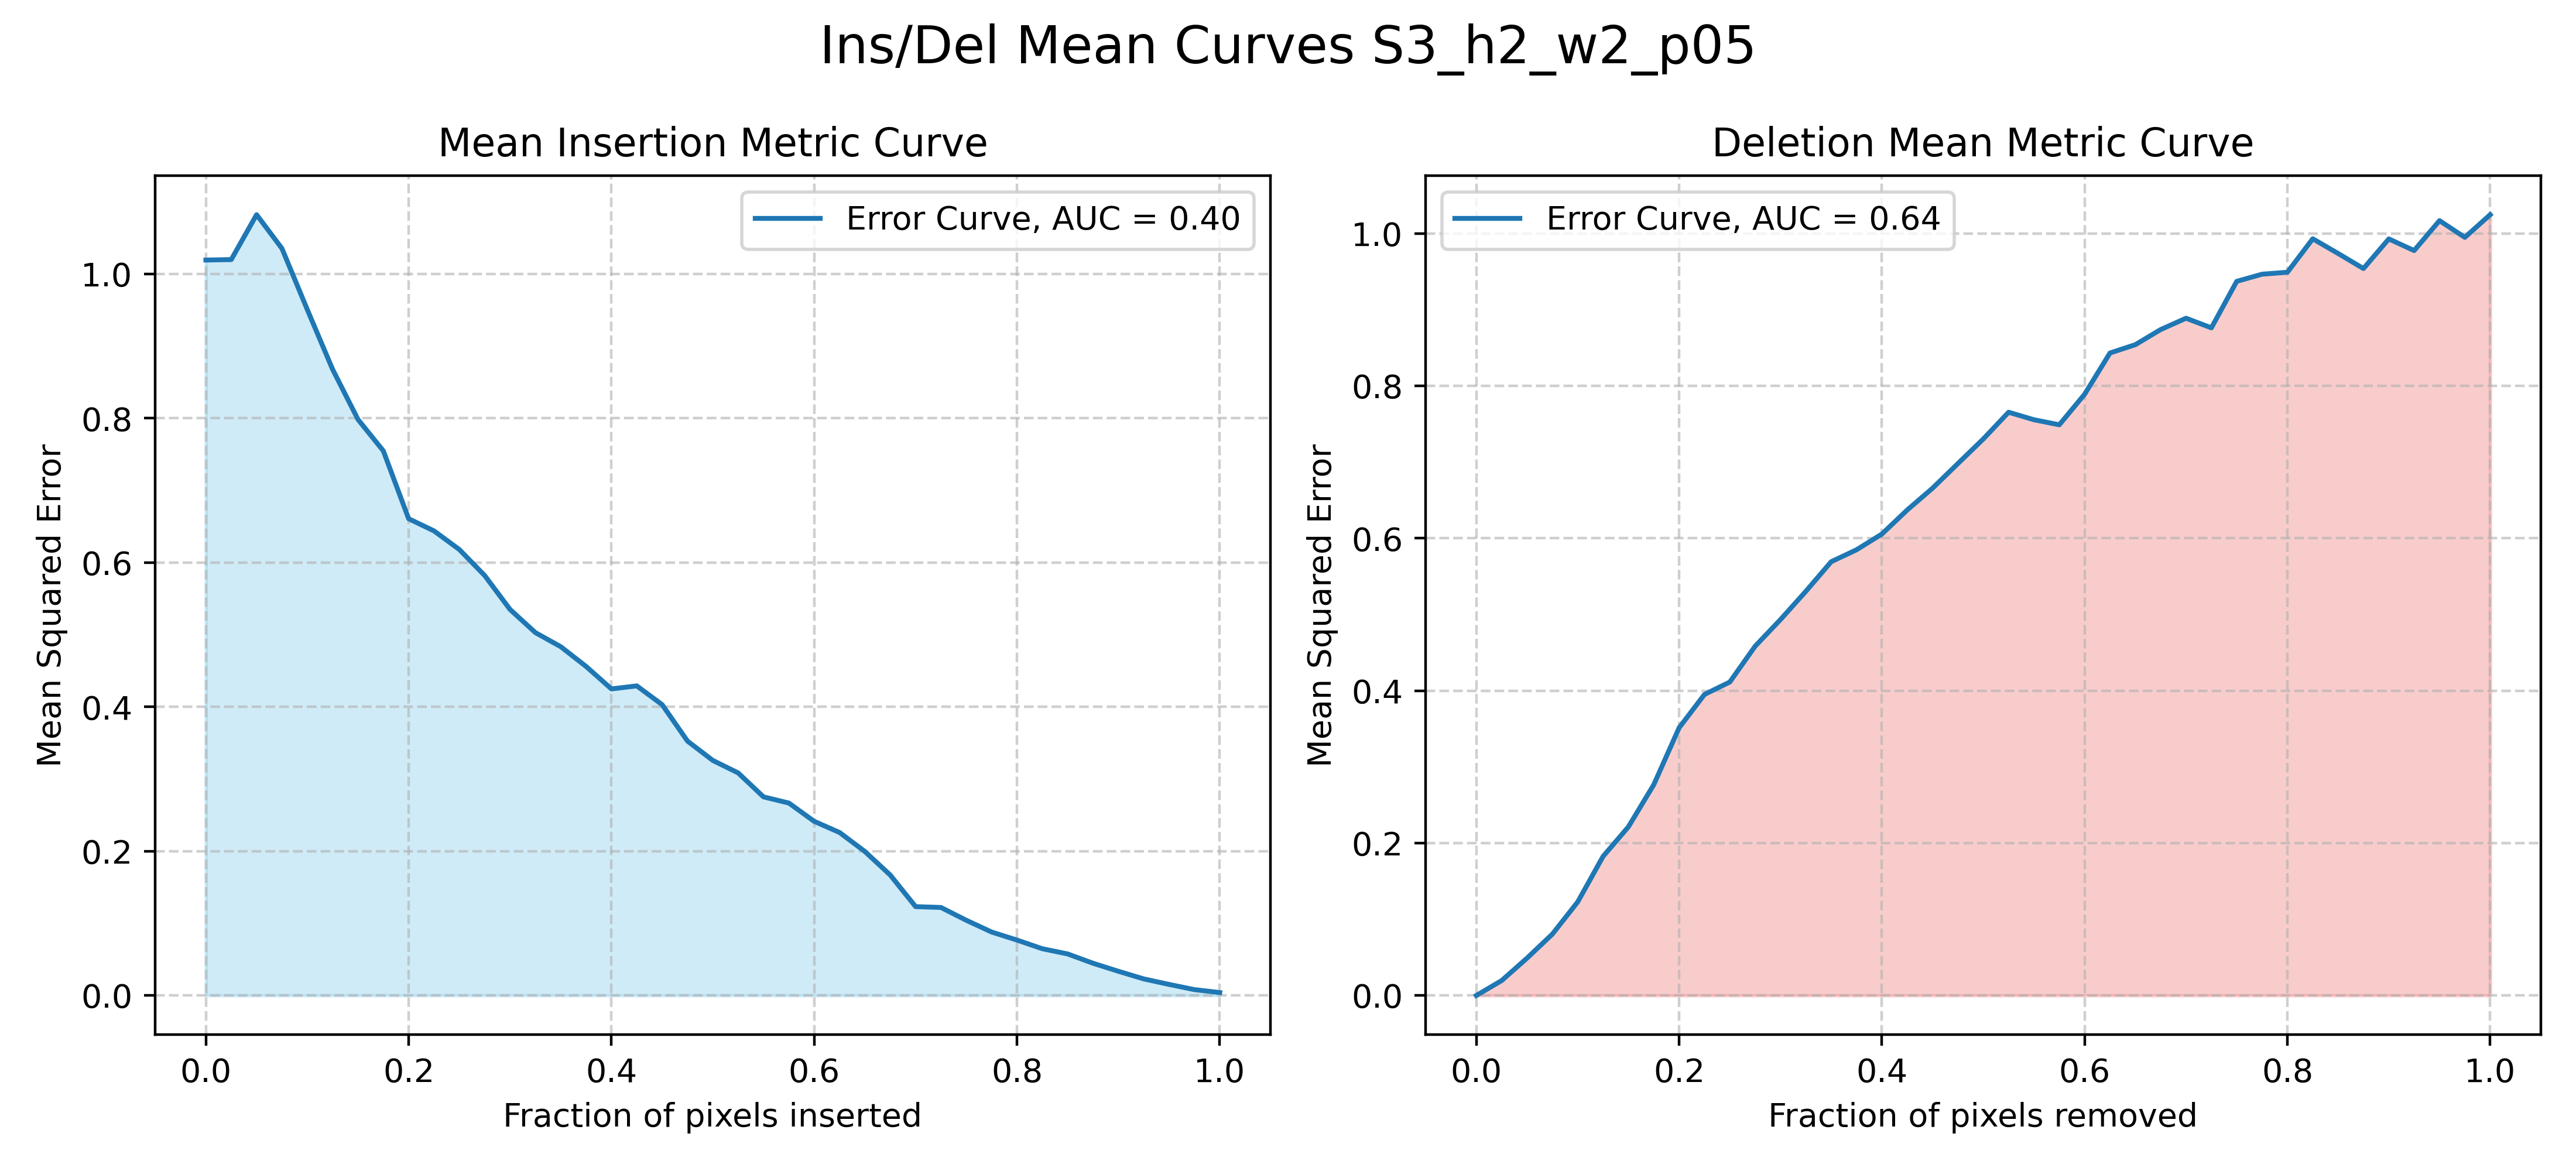 Ins/Del Mean Curves S3_h2_w2_p05
Mean Insertion Metric Curve
Error Curve, AUC = 0.40
Mean Squared Error
1.0
0.8
0.6
0.4
0.2
0.0
0.0 0.2 0.4 0.6 0.8 1.0
Fraction of pixels inserted
Deletion Mean Metric Curve
Error Curve, AUC = 0.64
Mean Squared Error
1.0
0.8
0.6
0.4
0.2
0.0
0.0 0.2 0.4 0.6 0.8 1.0
Fraction of pixels removed